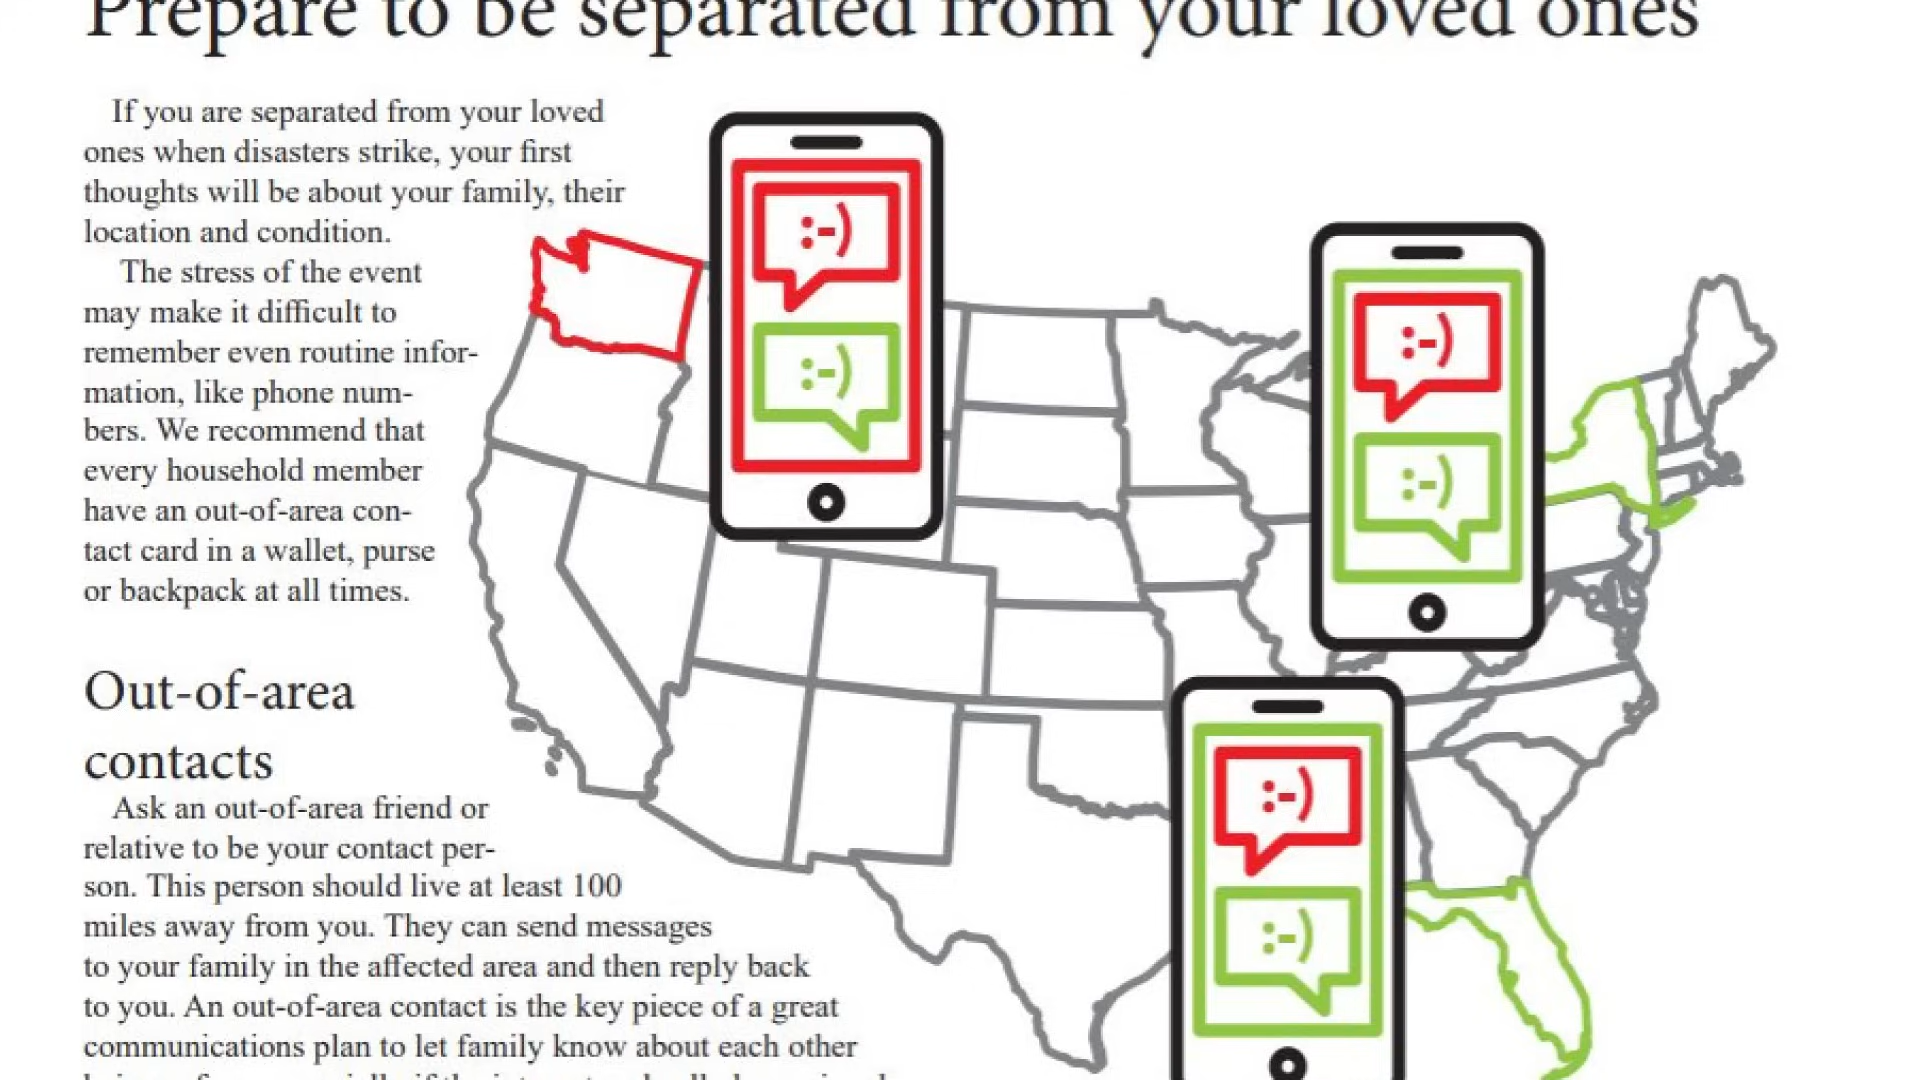 Prepare to be separated from your loved ones
If you are separated from your loved
ones when disasters strike, your first
thoughts will be about your family, their
location and condition.
The stress of the event
may make it difficult to
remember even routine infor-
mation, like phone num-
bers. We recommend that
every household member
have an out-of-area con-
tact card in a wallet, purse
or backpack at all times.
Out-of-area
contacts
Ask an out-of-area friend or
relative to be your contact per-
son. This person should live at least 100
miles away from you. They can send messages
to your family in the affected area and then reply back
to you. An out-of-area contact is the key piece of a great
communications plan to let family know about each other
:-)
:-)
:-)
:-)
:-)
:-)